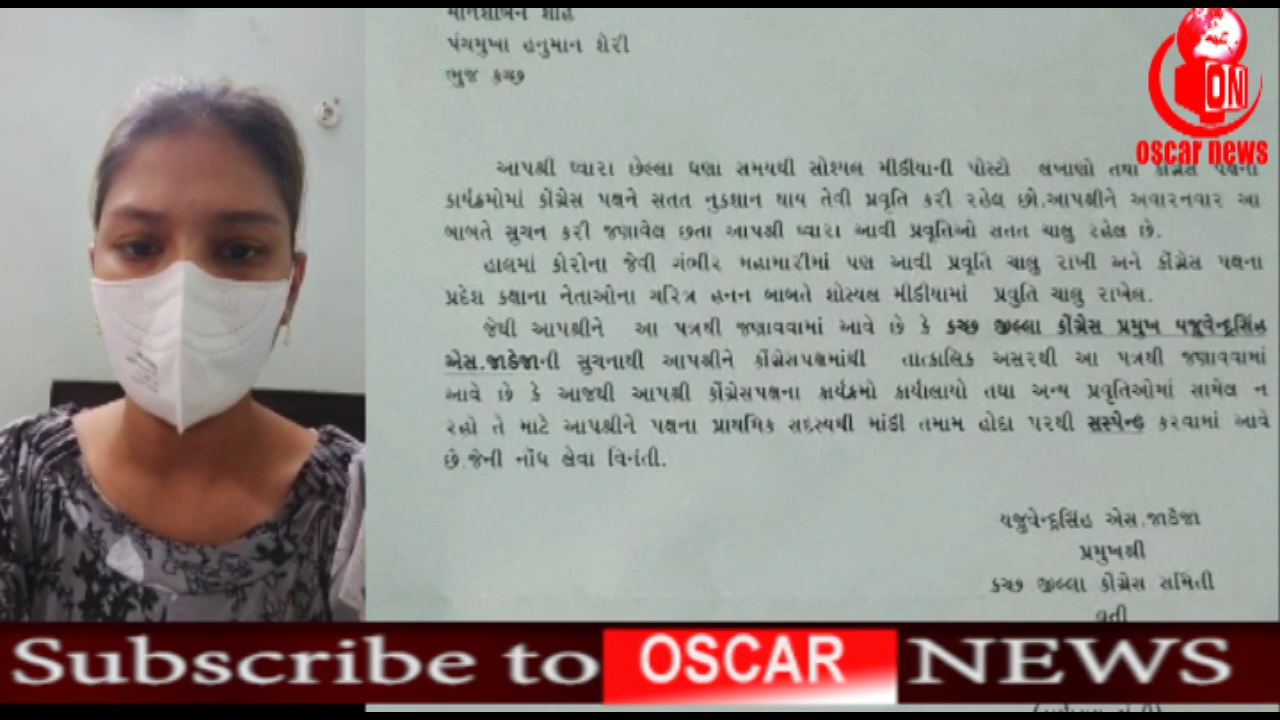 પંચમુખા હનુમાન શેરી
ભુજ કચ્છ
ON
oscar news
આપશ્રી ધ્વારા છેલ્લા ઘણા સમયથી સોશ્યલ મીડીયાની પોસ્ટો લખાણો તથા કોંગ્રેસ પક્ષના
કાર્યક્રમોમાં કોંગ્રેસ પક્ષને સતત નુકશાન થાય તેવી પ્રવૃતિ કરી રહેલ છો.આપશ્રીને અવારનવાર આ
બાબતે સુચન કરી જણાવેલ છતા આપશ્રી ધ્વારા આવી પ્રવૃતિઓ સતત ચાલુ રહેલ છે.
હાલમાં કોરોના જેવી ગંભીર મહામારીમાં પણ આવી પ્રવૃતિ ચાલુ રાખી અને કોંગ્રેસ પક્ષના
પ્રદેશ કક્ષાના નેતાઓના ચરિત્ર હનન બાબતે શોસ્યલ મીડીયામાં પ્રવુતિ ચાલુ રાખેલ.
જેથી આપશ્રીને આ પત્રથી જણાવવામાં આવે છે કે કચ્છ જીલ્લા કોંગ્રેસ પ્રમુખ યજુવેન્દ્રસિંહ
એસ.જાડેજાની સુચનાથી આપશ્રીને કોંગ્રેસપક્ષમાંથી તાત્કાલિક અસરથી આ પત્રથી જણાવવામાં
આવે છે કે આજથી આપશ્રી કોંગ્રેસપક્ષના કાર્યક્રમો કાર્યાલાયો તથા અન્ય પ્રવૃતિઓમાં સામેલ ન
રહો તે માટે આપશ્રીને પક્ષના પ્રાથમિક સદસ્યથી માંડી તમામ હોદા પરથી સસ્પેન્ડ કરવામાં આવે
છે.જેની નોંધ લેવા વિનંતી.
યજુવેન્દ્રસિંહ એસ.જાડેજા
પ્રમુખશ્રી
કચ્છ જીલ્લા કોંગ્રેસ સમિતી
વતી
Subscribe to OSCAR NEWS